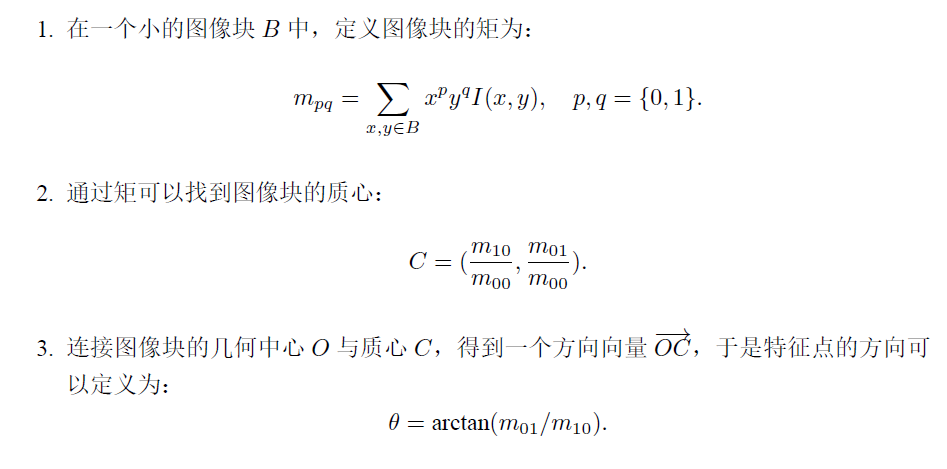 1. 在一个小的图像块 B 中，定义图像块的矩为：
m_{pq} = \sum_{x,y \in B} x^p y^q I(x, y), p, q = \{0, 1\}.
2. 通过矩可以找到图像块的质心：
C = (\frac{m_{10}}{m_{00}}, \frac{m_{01}}{m_{00}}).
3. 连接图像块的几何中心 O 与质心 C，得到一个方向向量 \overrightarrow{OC}，于是特征点的方向可
以定义为：
θ = arctan(m_{01}/m_{10}).